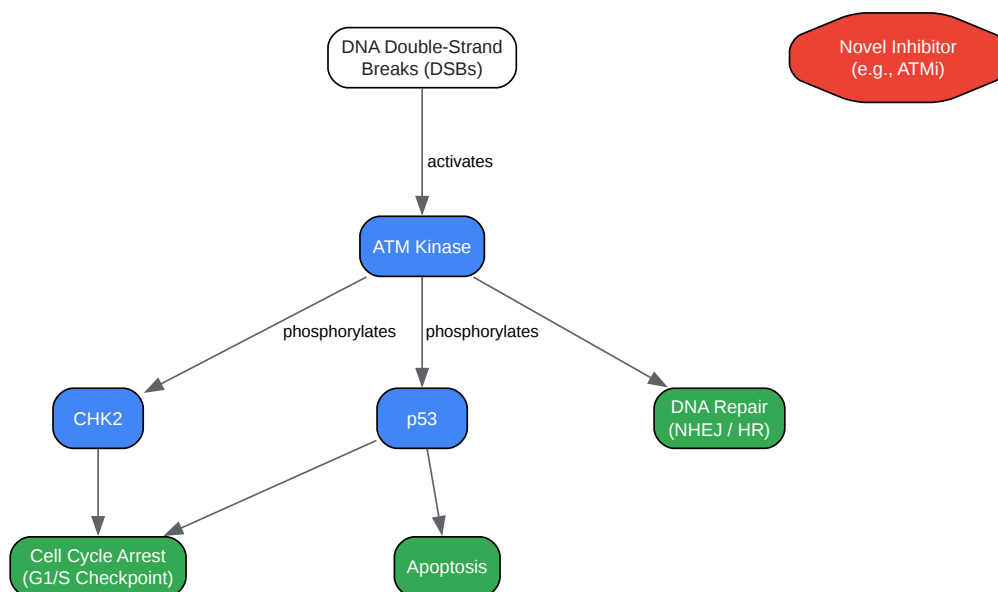 DNA Double-Strand
Breaks (DSBs)
Novel Inhibitor
(e.g., ATMi)
activates
ATM Kinase
phosphorylates
phosphorylates
CHK2
p53
DNA Repair
(NHEJ / HR)
Cell Cycle Arrest
(G1/S Checkpoint)
Apoptosis